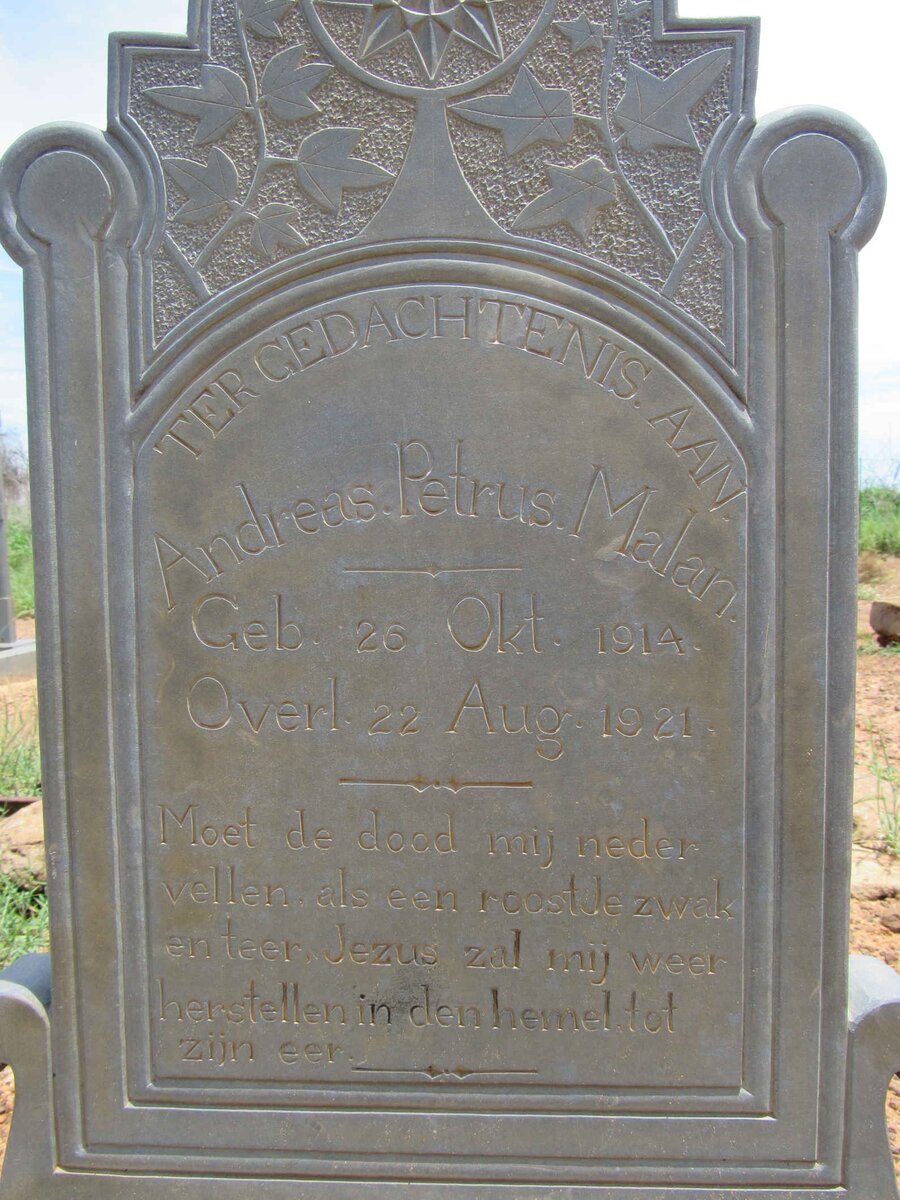 TER GEDACHTENIS. AAN.
Andreas. Petrus. Malan.
Geb. 26 Okt. 1914.
Overl. 22 Aug. 1921.
Moet de dood mij neder
vellen, als een roostJe zwak
en teer, Jezus zal mij weer
herstellen in den hemel, tot
zijn eer.